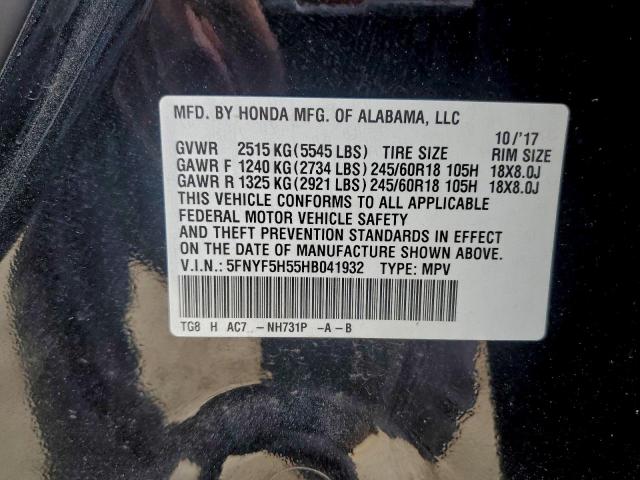 MFD. BY HONDA MFG. OF ALABAMA, LLC
10/'17
GVWR 2515 KG (5545 LBS) TIRE SIZE RIM SIZE
GAWR F 1240 KG (2734 LBS) 245/60R18 105H 18X8.0J
GAWR R 1325 KG (2921 LBS) 245/60R18 105H 18X8.0J
THIS VEHICLE CONFORMS TO ALL APPLICABLE
FEDERAL MOTOR VEHICLE SAFETY
AND THEFT PREVENTION STANDARDS IN EFFECT
ON THE DATE OF MANUFACTURE SHOWN ABOVE.
V.I.N.: 5FNYF5H55HB041932 TYPE: MPV
TG8 H AC7 -NH731P -A-B